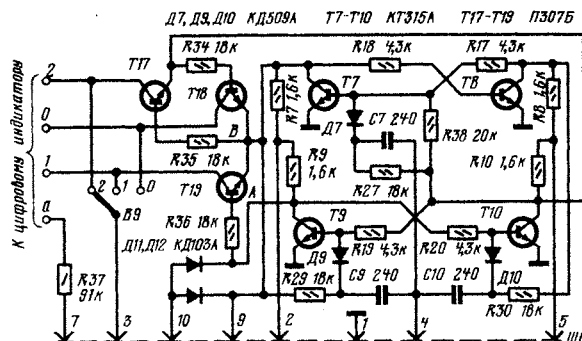 Д7, Д9, Д10 КД509А Т7-Т10 КТ315А Т17-Т19 П307Б
К цифровому индикатору
2
0
1
а
Т17
R34 18к
Т18
R35 18к
В
Т19
А
R36 18к
2 1 0
В9
Д11, Д12 КД103А
R37
91к
R18 4,3к
R17 4,3к
R7 1,6к
Т7
Т8
R8 1,6к
Д7
С7 240
R38 20к
R9
1,6к
R10 1,6к
R27 18к
Т9
Т10
Д9
R19
4,3к
R20
4,3к
Д10
R29 18к
С9 240
С10 240
R30 18к
7 3 10 9 2 1 4 5